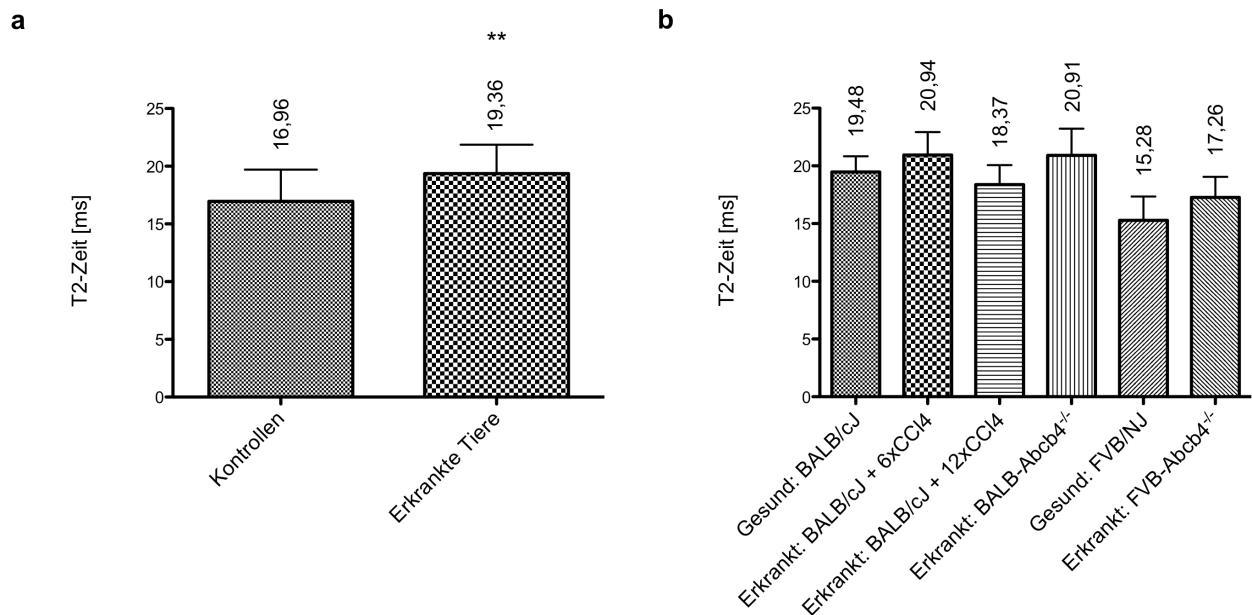 a
**
16,96
19,36
25
20
15
10
5
0
T2-Zeit [ms]
Kontrollen
Erkrankte Tiere
b
19,48
20,94
18,37
20,91
15,28
17,26
25
20
15
10
5
0
T2-Zeit [ms]
Gesund: BALB/cJ
Erkrankt: BALB/cJ + 6xCCl4
Erkrankt: BALB/cJ + 12xCCl4
Erkrankt: BALB-Abcb4⁻/⁻
Gesund: FVB/NJ
Erkrankt: FVB-Abcb4⁻/⁻